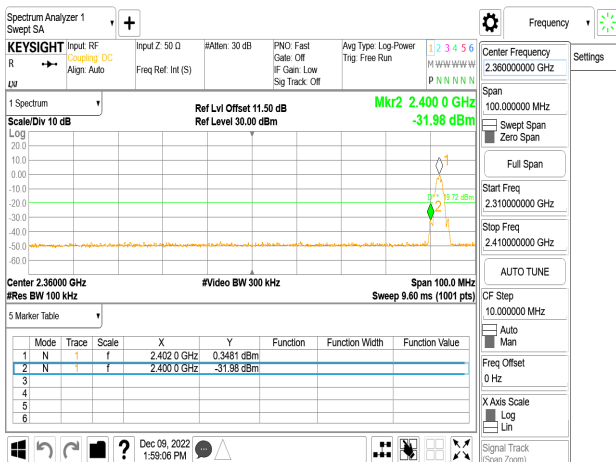 Spectrum Analyzer 1
Swept SA
Frequency
KEYSIGHT
R
LXI
Input: RF
Coupling: DC
Align: Auto
Input Z: 50 Ω
Freq Ref: Int (S)
#Atten: 30 dB
PNO: Fast
Gate: Off
IF Gain: Low
Sig Track: Off
Avg Type: Log-Power
Trig: Free Run
1 2 3 4 5 6
M W W W W W
P N N N N N
1 Spectrum
Scale/Div 10 dB
Ref Lvl Offset 11.50 dB
Ref Level 30.00 dBm
Mkr2 2.400 0 GHz
-31.98 dBm
Log
20.0
10.0
0.00
-10.0
-20.0
-30.0
-40.0
-50.0
-60.0
1
9.72 dBm
2
Center 2.36000 GHz
#Res BW 100 kHz
#Video BW 300 kHz
Span 100.0 MHz
Sweep 9.60 ms (1001 pts)
5 Marker Table
Mode Trace Scale X Y Function Function Width Function Value
1 N 1 f 2.402 0 GHz 0.3481 dBm
2 N 1 f 2.400 0 GHz -31.98 dBm
3
4
5
6
Dec 09, 2022
1:59:06 PM
Center Frequency
2.360000000 GHz
Settings
Span
100.000000 MHz
Swept Span
Zero Span
Full Span
Start Freq
2.310000000 GHz
Stop Freq
2.410000000 GHz
AUTO TUNE
CF Step
10.000000 MHz
Auto
Man
Freq Offset
0 Hz
X Axis Scale
Log
Lin
Signal Track
(Span Zoom)